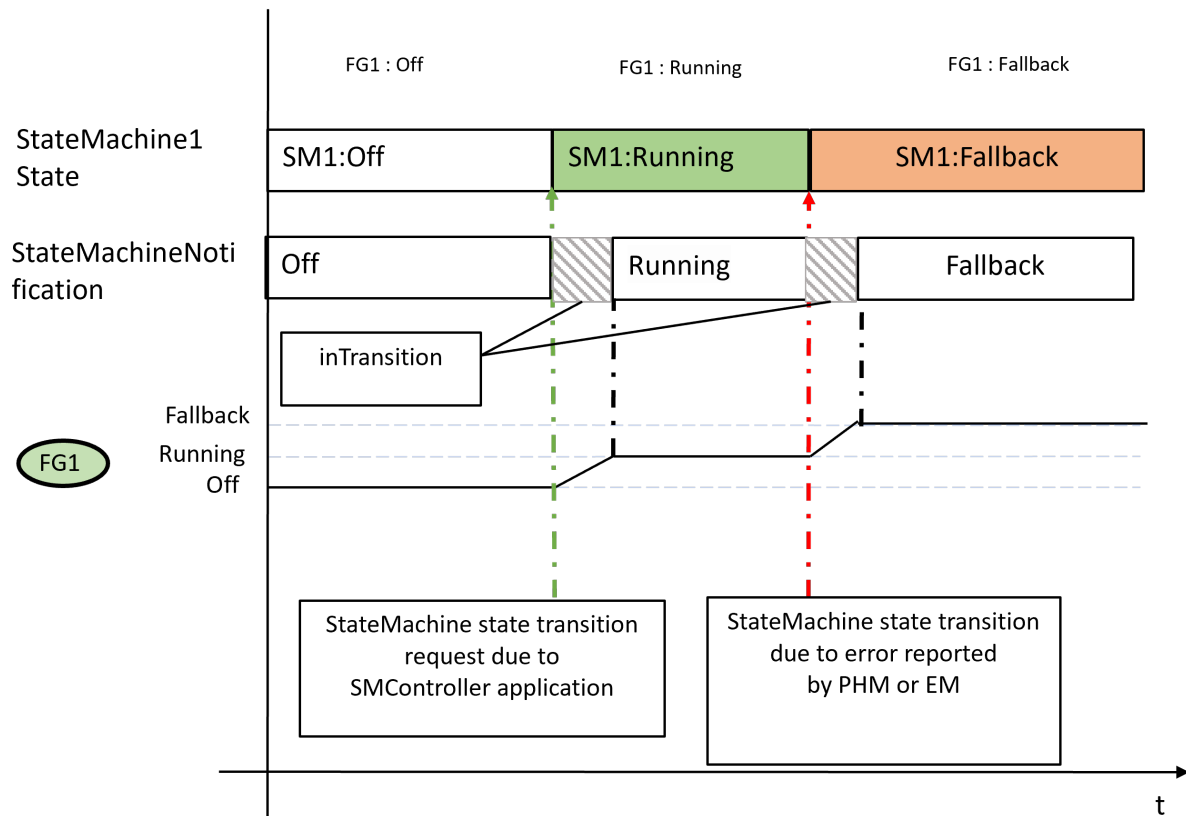 FG1 : Off
FG1 : Running
FG1 : Fallback
StateMachine1
State
SM1:Off
SM1:Running
SM1:Fallback
StateMachineNoti
fication
Off
Running
Fallback
inTransition
Fallback
Running
Off
FG1
StateMachine state transition
request due to
SMController application
StateMachine state transition
due to error reported
by PHM or EM
t